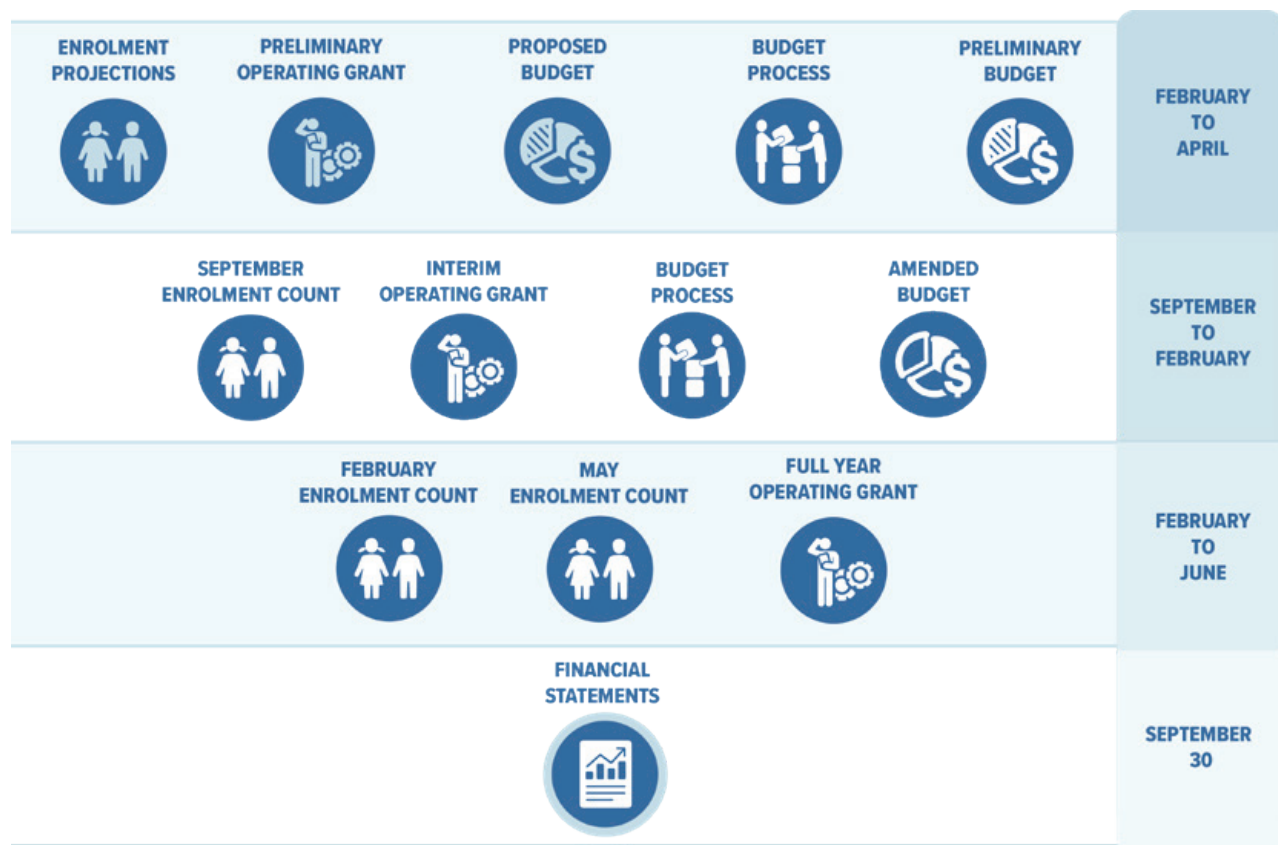 ENROLMENT
PROJECTIONS
PRELIMINARY
OPERATING GRANT
PROPOSED
BUDGET
BUDGET
PROCESS
PRELIMINARY
BUDGET
FEBRUARY
TO
APRIL
SEPTEMBER
ENROLMENT COUNT
INTERIM
OPERATING GRANT
BUDGET
PROCESS
AMENDED
BUDGET
SEPTEMBER
TO
FEBRUARY
FEBRUARY
ENROLMENT COUNT
MAY
ENROLMENT COUNT
FULL YEAR
OPERATING GRANT
FEBRUARY
TO
JUNE
FINANCIAL
STATEMENTS
SEPTEMBER
30